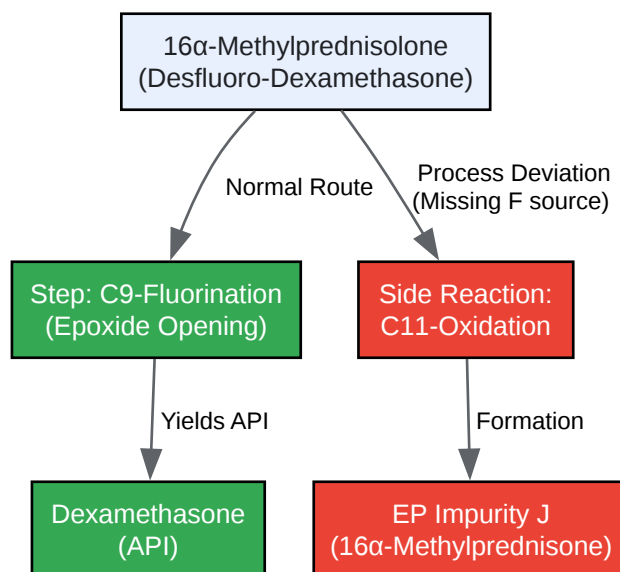 16α-Methylprednisolone
(Desfluoro-Dexamethasone)
Normal Route
Process Deviation
(Missing F source)
Step: C9-Fluorination
(Epoxide Opening)
Side Reaction:
C11-Oxidation
Yields API
Formation
Dexamethasone
(API)
EP Impurity J
(16α-Methylprednisone)